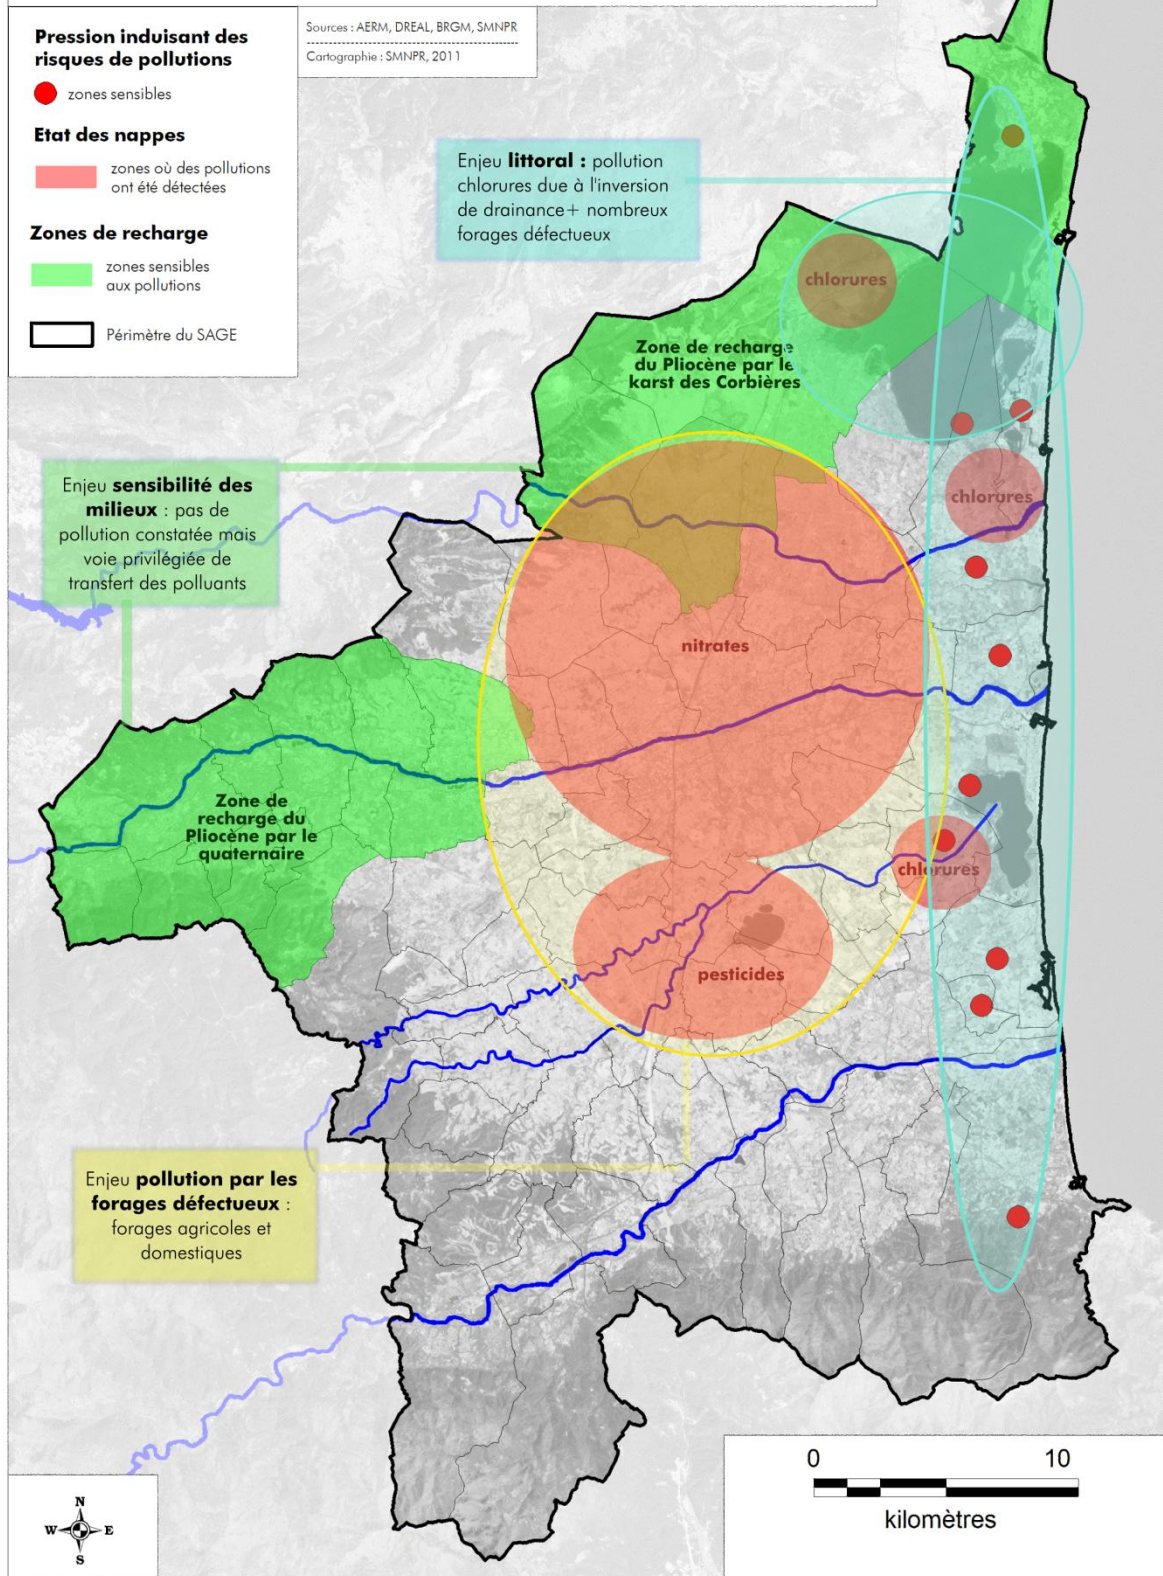 Pression induisant des
risques de pollutions
zones sensibles
Etat des nappes
zones où des pollutions
ont été détectées
Zones de recharge
zones sensibles
aux pollutions
Périmètre du SAGE
Sources : AERM, DREAL, BRGM, SMNPR
Cartographie : SMNPR, 2011
Enjeu littoral : pollution
chlorures due à l'inversion
de drainance+ nombreux
forages défectueux
chlorures
Zone de recharge
du Pliocène par le
karst des Corbières
Enjeu sensibilité des
milieux : pas de
pollution constatée mais
voie privilégiée de
transfert des polluants
chlorures
nitrates
Zone de
recharge du
Pliocène par le
quaternaire
chlorures
pesticides
Enjeu pollution par les
forages défectueux :
forages agricoles et
domestiques
0 10
kilomètres
N
W E
S